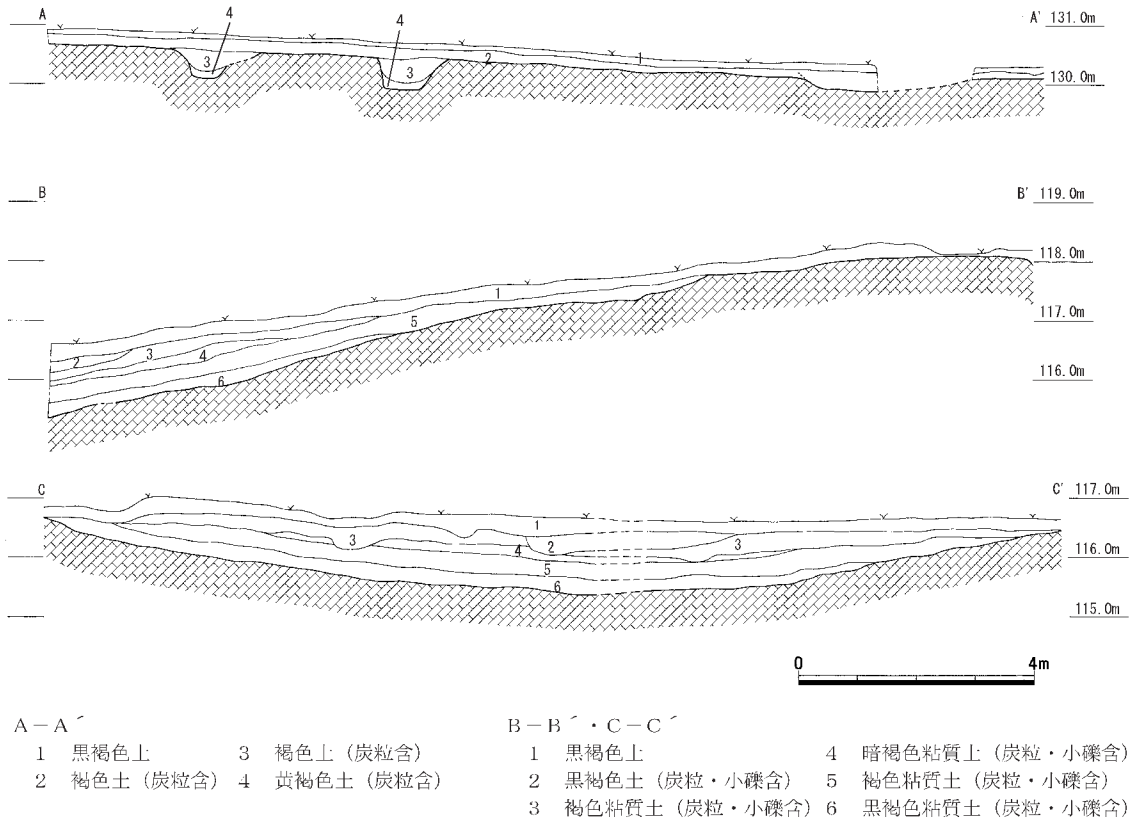 4
4
A
A' 131.0m
3
3
2
1
130.0m
B
B' 119.0m
118.0m
1
5
117.0m
2
3
4
6
116.0m
C
C' 117.0m
1
3
2
3
4
116.0m
5
6
115.0m
0
4m
A－A´
B－B´・C－C´
1 黒褐色土
3 褐色土（炭粒含）
2 褐色土（炭粒含）
4 黄褐色土（炭粒含）
1 黒褐色土
4 暗褐色粘質土（炭粒・小礫含）
2 黒褐色土（炭粒・小礫含）
5 褐色粘質土（炭粒・小礫含）
3 褐色粘質土（炭粒・小礫含）
6 黒褐色粘質土（炭粒・小礫含）